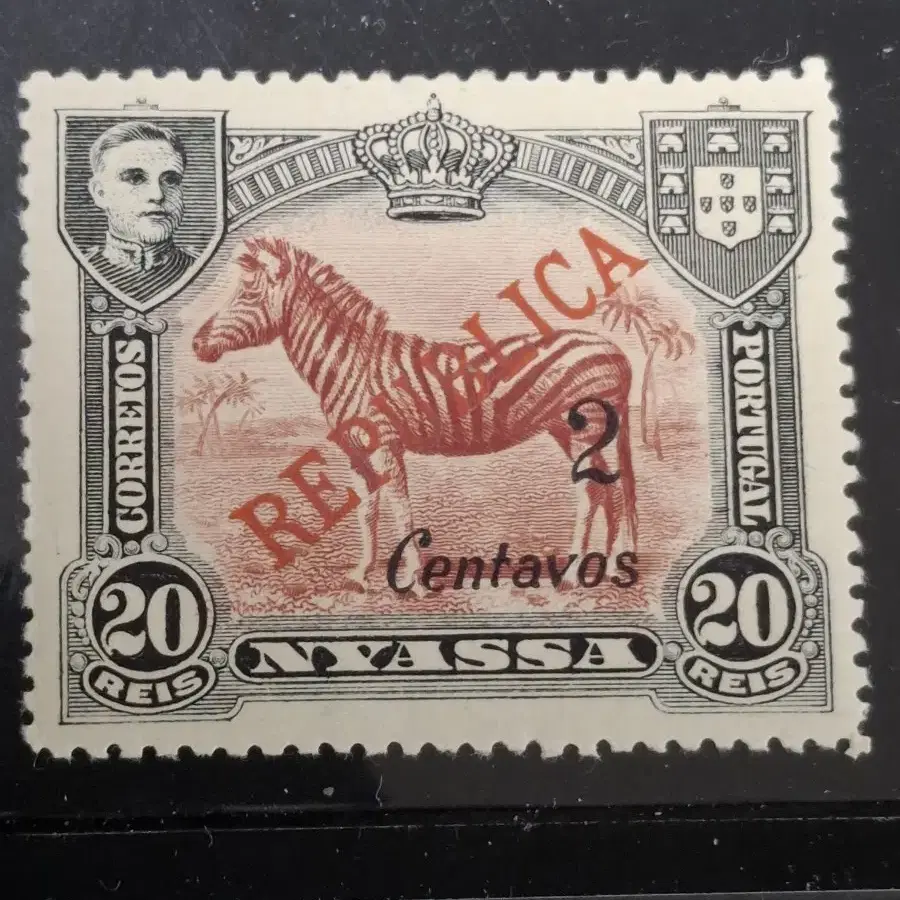 CORREIOS
PORTUGAL
REPUBLICA
2
Centavos
20
REIS
NYASSA
20
REIS